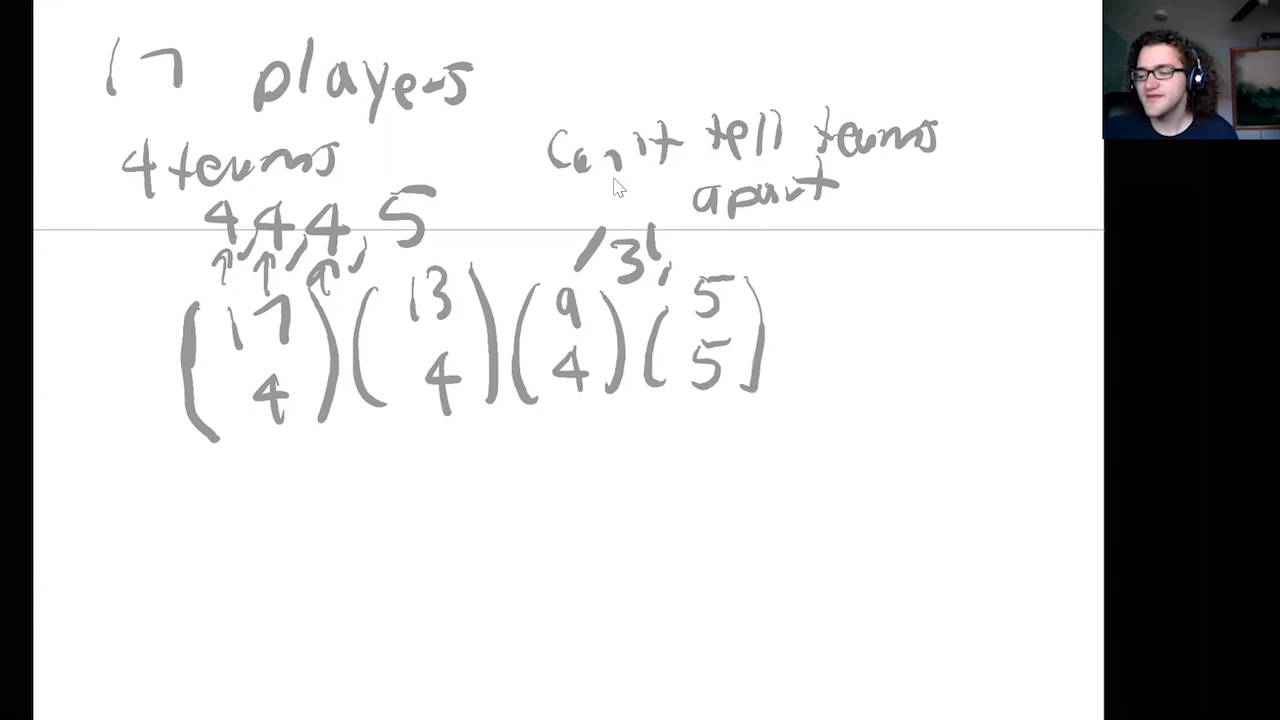 17 players
4 teams
can't tell teams
apart
4, 4, 4, 5
/3!
↑ ↑ ↑
(17 4) (13 4) (9 4) (5 5)